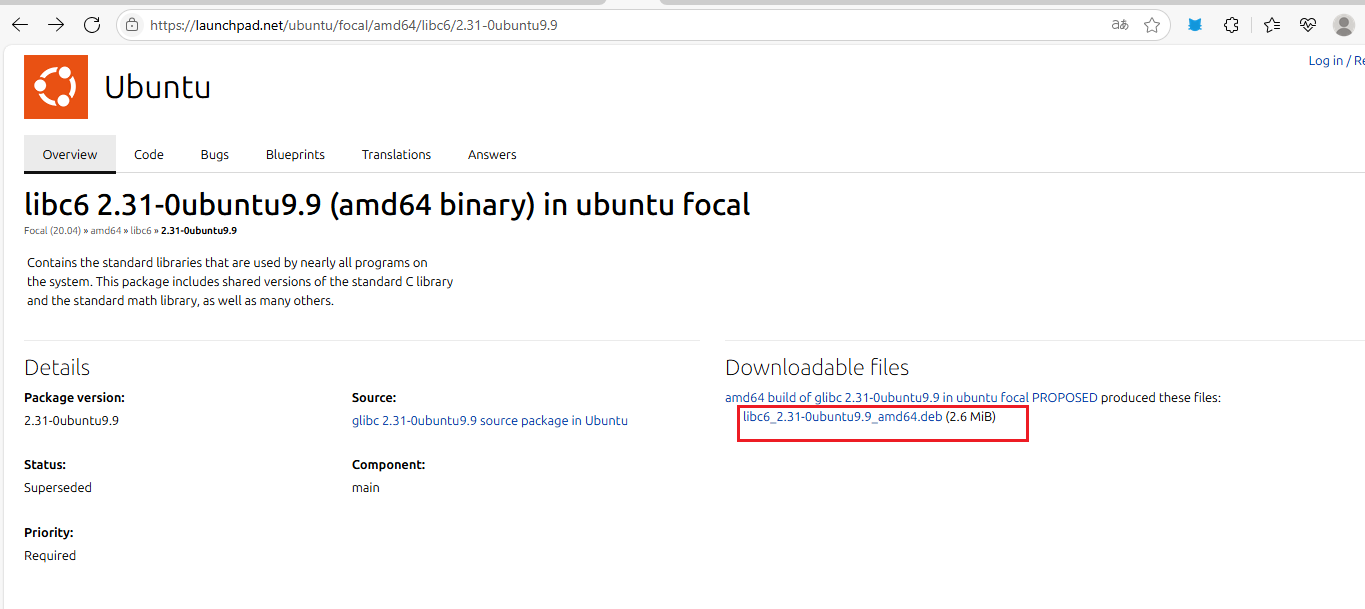 https://launchpad.net/ubuntu/focal/amd64/libc6/2.31-0ubuntu9.9
aあ
Log in / Re
Ubuntu
Overview Code Bugs Blueprints Translations Answers
libc6 2.31-0ubuntu9.9 (amd64 binary) in ubuntu focal
Focal (20.04) » amd64 » libc6 » 2.31-0ubuntu9.9
Contains the standard libraries that are used by nearly all programs on
the system. This package includes shared versions of the standard C library
and the standard math library, as well as many others.
Details
Package version:
2.31-0ubuntu9.9
Source:
glibc 2.31-0ubuntu9.9 source package in Ubuntu
Status:
Superseded
Component:
main
Priority:
Required
Downloadable files
amd64 build of glibc 2.31-0ubuntu9.9 in ubuntu focal PROPOSED produced these files:
libc6_2.31-0ubuntu9.9_amd64.deb (2.6 MiB)